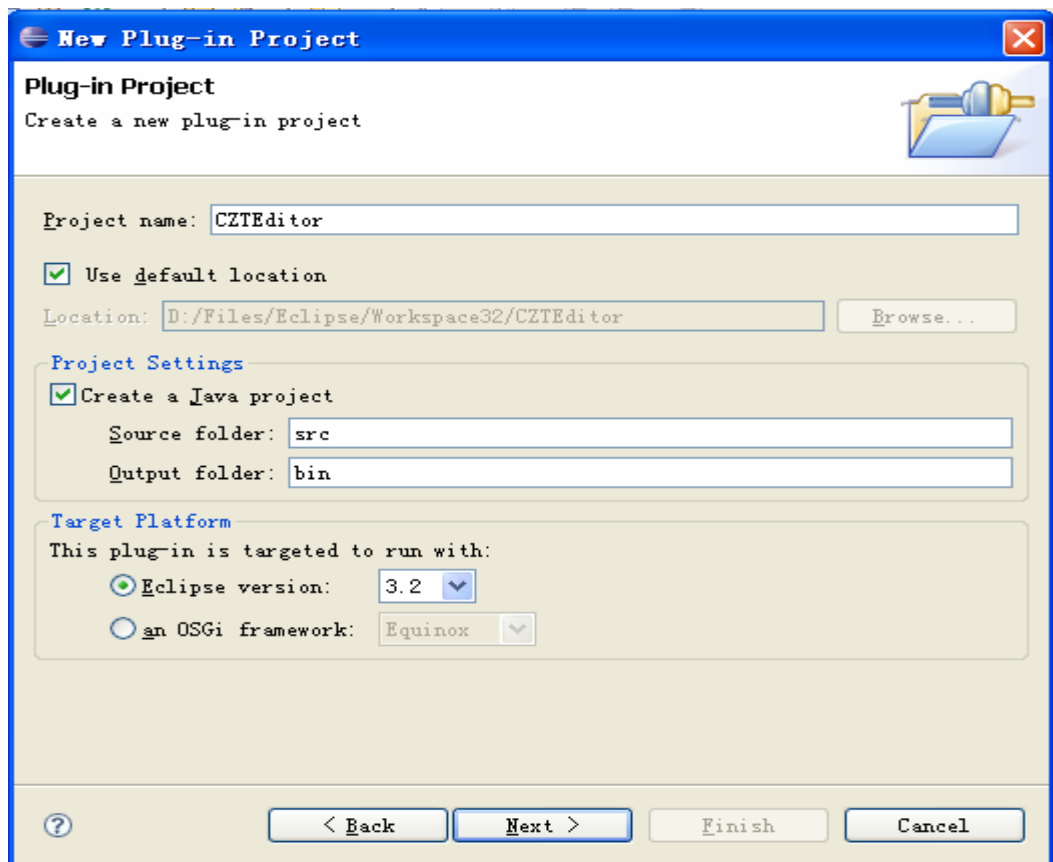 New Plug-in Project
Plug-in Project
Create a new plug-in project
Project name: CZTEditor
Use default location
Location: D:/Files/Eclipse/Workspace32/CZTEditor Browse...
Project Settings
Create a Java project
Source folder: src
Output folder: bin
Target Platform
This plug-in is targeted to run with:
Eclipse version: 3.2
an OSGi framework: Equinox
? < Back Next > Finish Cancel